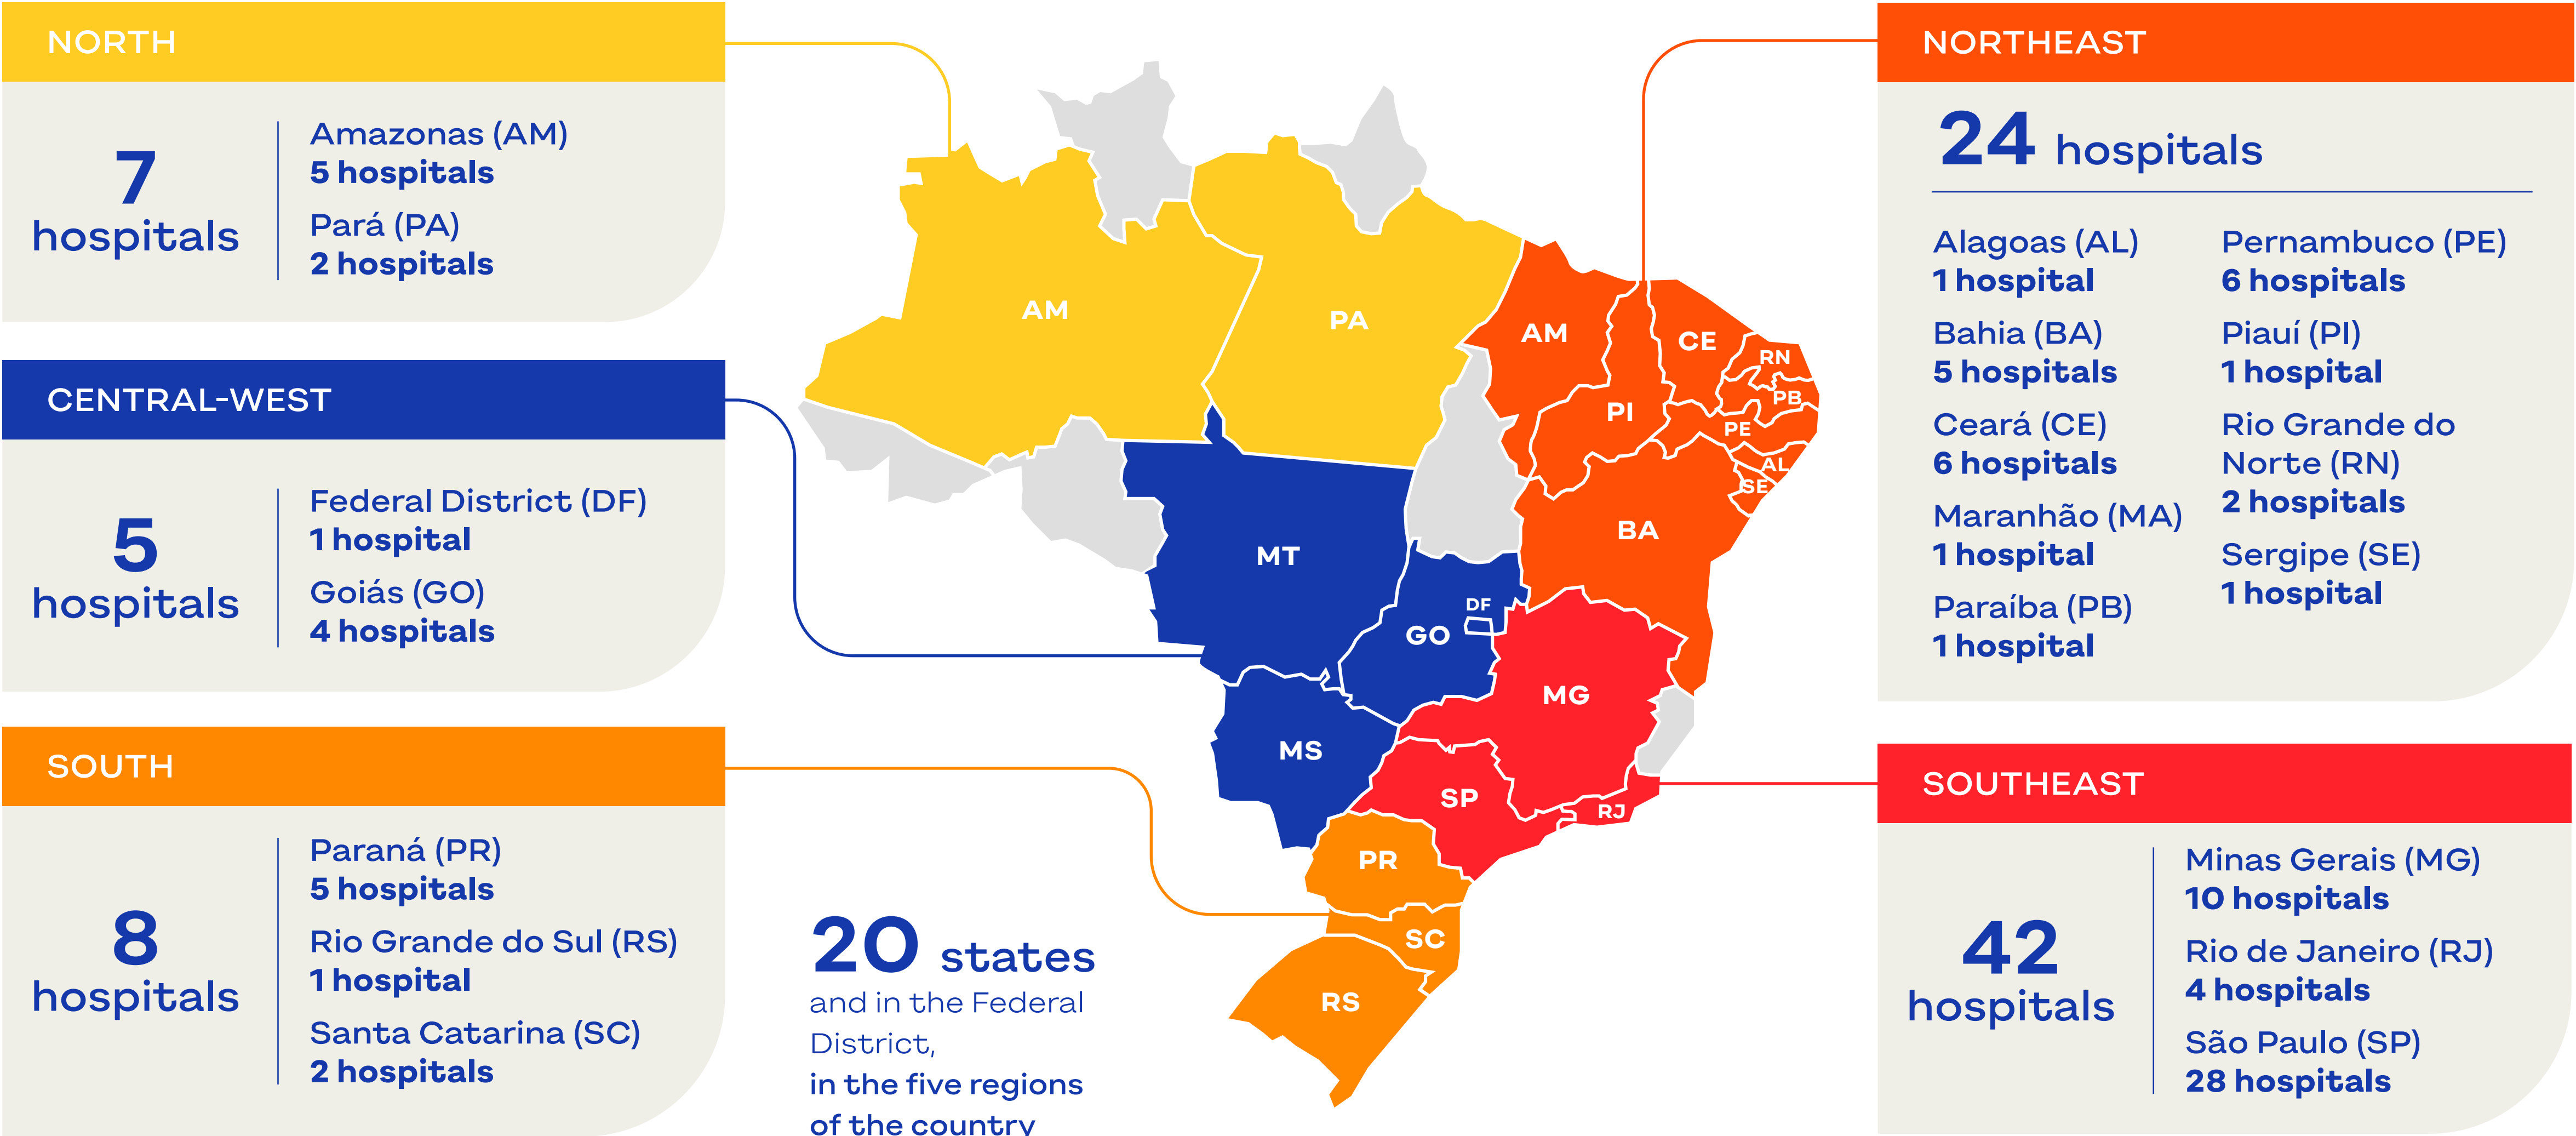 NORTH
7
hospitals
Amazonas (AM)
5 hospitals
Pará (PA)
2 hospitals
CENTRAL-WEST
5
hospitals
Federal District (DF)
1 hospital
Goiás (GO)
4 hospitals
SOUTH
8
hospitals
Paraná (PR)
5 hospitals
Rio Grande do Sul (RS)
1 hospital
Santa Catarina (SC)
2 hospitals
20 states
and in the Federal
District,
in the five regions
of the country
AM
PA
AM
CE
RN
PB
PI
PE
AL
SE
BA
MT
DF
GO
MG
MS
SP
RJ
PR
SC
RS
NORTHEAST
24 hospitals
Alagoas (AL)
1 hospital
Bahia (BA)
5 hospitals
Ceará (CE)
6 hospitals
Maranhão (MA)
1 hospital
Paraíba (PB)
1 hospital
Pernambuco (PE)
6 hospitals
Piauí (PI)
1 hospital
Rio Grande do
Norte (RN)
2 hospitals
Sergipe (SE)
1 hospital
SOUTHEAST
42
hospitals
Minas Gerais (MG)
10 hospitals
Rio de Janeiro (RJ)
4 hospitals
São Paulo (SP)
28 hospitals